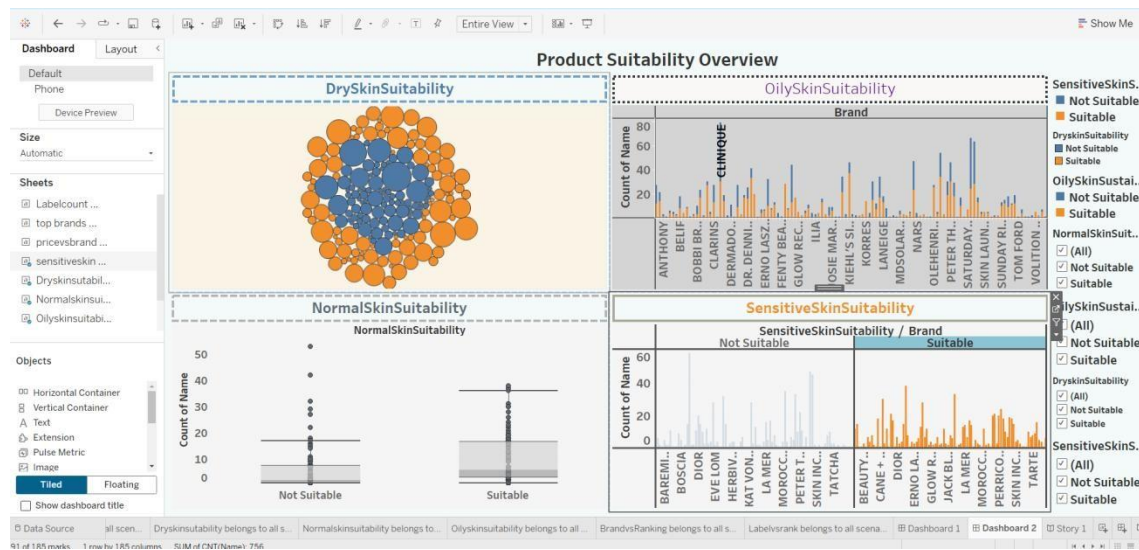 Entire View
Show Me
Dashboard
Layout
Default
Phone
Device Preview
Size
Automatic
Sheets
Labelcount ...
top brands ...
pricevsbrand ...
sensitiveskin ...
Dryskinsutabil...
Normalskinsui...
Oilyskinsuitabi...
Objects
Horizontal Container
Vertical Container
Text
Extension
Pulse Metric
Image
Tiled
Floating
Show dashboard title
Product Suitability Overview
DrySkinSuitability
OilySkinSuitability
Brand
Count of Name
80
60
40
20
CLINIQUE
ANTHONY
BELIF
BOBBI BR..
CLARINS
DERMADO..
DR. DENNI..
ERNO LASZ..
FENTY BEA..
GLOW REC..
ILIA
OSIE MAR..
KIEHL'S SI..
KORRES
LANEIGE
MDSOLAR..
NARS
OLEHENRI..
PETER TH..
SATURDAY..
SKIN LAUN..
SUNDAY RI..
TOM FORD
VOLITION ..
NormalSkinSuitability
NormalSkinSuitability
Count of Name
50
40
30
20
10
0
Not Suitable
Suitable
SensitiveSkinSuitability
SensitiveSkinSuitability / Brand
Not Suitable
Suitable
Count of Name
60
40
20
0
BAREMI..
BOSCIA
DIOR
EVE LOM
HERBIV..
KAT VON..
LA MER
MOROCC..
PETER T..
SKIN INC..
TATCHA
BEAUTY..
CANE + ..
DIOR
ERNO LA..
GLOW R..
JACK BL..
LA MER
MOROCC..
PERRICO..
SKIN INC..
TARTE
SensitiveSkinS..
Not Suitable
Suitable
DryskinSuitability
Not Suitable
Suitable
OilySkinSustai..
Not Suitable
Suitable
NormalSkinSuit..
(All)
Not Suitable
Suitable
ilySkinSustai..
(All)
Not Suitable
Suitable
DryskinSuitability
(All)
Not Suitable
Suitable
SensitiveSkinS..
(All)
Not Suitable
Suitable
Data Source
all scen...
Dryskinsutability belongs to all s...
Normalskinsutability belongs to...
Oilyskinsuitability belongs to all ...
BrandvsRanking belongs to all s...
Labelvsrank belongs to all scena...
Dashboard 1
Dashboard 2
Story 1
91 of 185 marks
1 row by 185 columns
SUM of CNT(Name): 756